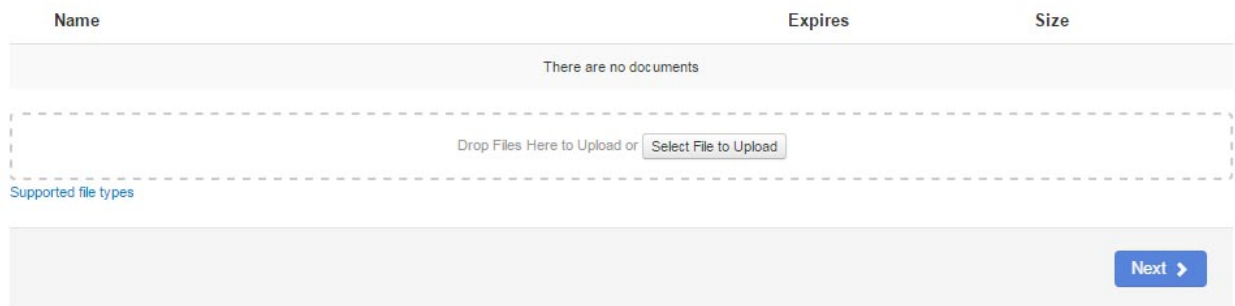 Name Expires Size
There are no documents
Drop Files Here to Upload or Select File to Upload
Supported file types
Next